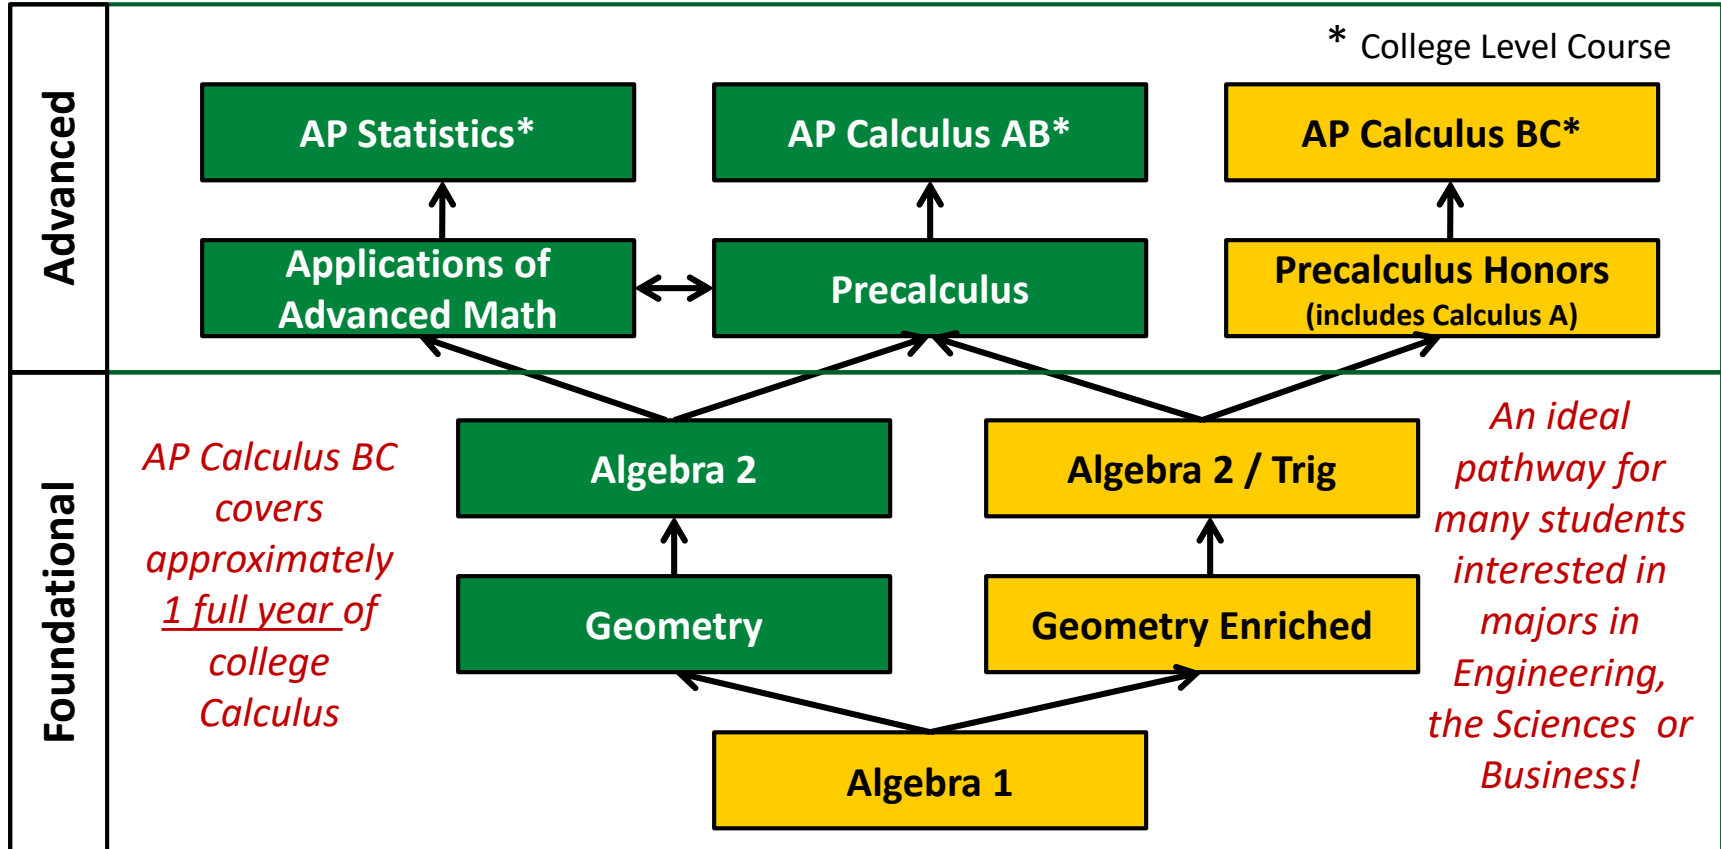 * College Level Course
Advanced
AP Statistics*
AP Calculus AB*
AP Calculus BC*
Applications of
Advanced Math
Precalculus
Precalculus Honors
(includes Calculus A)
Foundational
AP Calculus BC
covers
approximately
1 full year of
college
Calculus
Algebra 2
Algebra 2 / Trig
Geometry
Geometry Enriched
Algebra 1
An ideal
pathway for
many students
interested in
majors in
Engineering,
the Sciences or
Business!